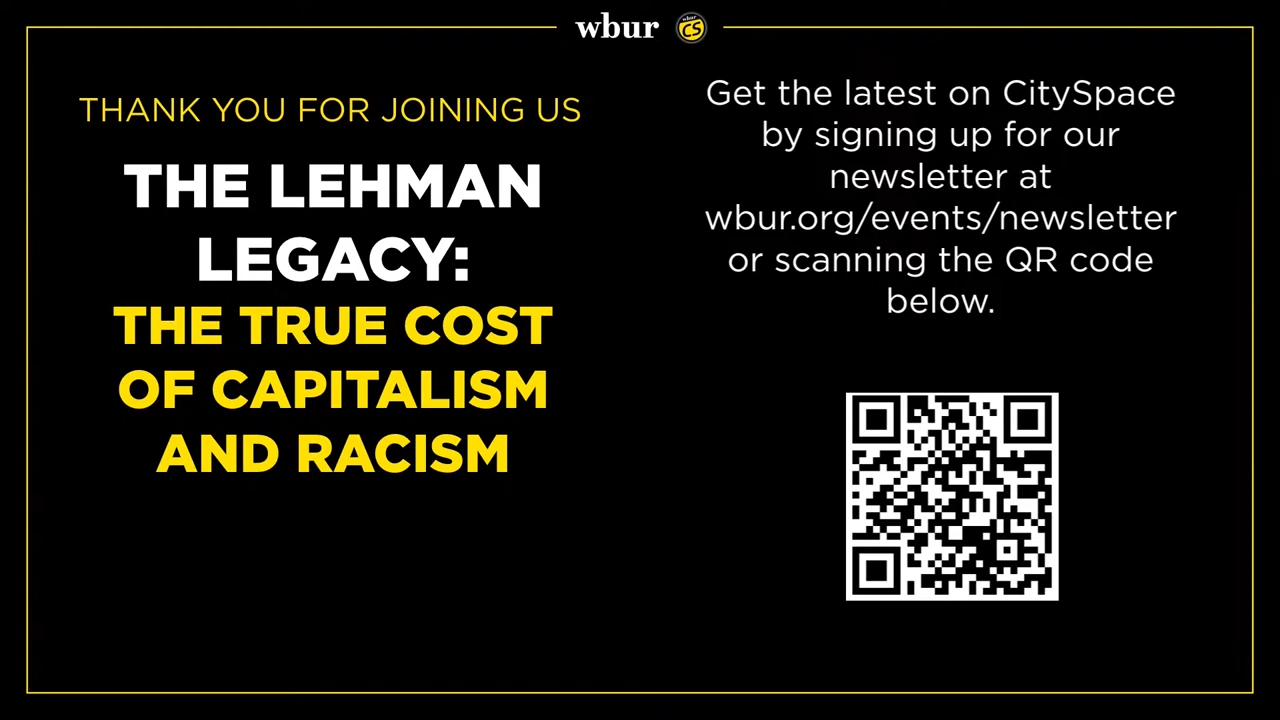 wbur
wbur
CS
THANK YOU FOR JOINING US
THE LEHMAN
LEGACY:
THE TRUE COST
OF CAPITALISM
AND RACISM
Get the latest on CitySpace
by signing up for our
newsletter at
wbur.org/events/newsletter
or scanning the QR code
below.